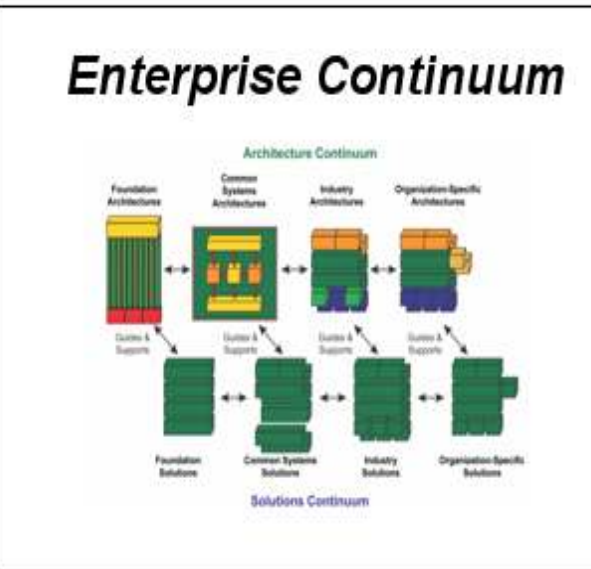 Enterprise Continuum
Architecture Continuum
Foundation
Architectures
Common
Systems
Architectures
Industry
Architectures
Organization-Specific
Architectures
Guides &
Supports
Guides &
Supports
Guides &
Supports
Guides &
Supports
Foundation
Solutions
Common Systems
Solutions
Industry
Solutions
Organization-Specific
Solutions
Solutions Continuum